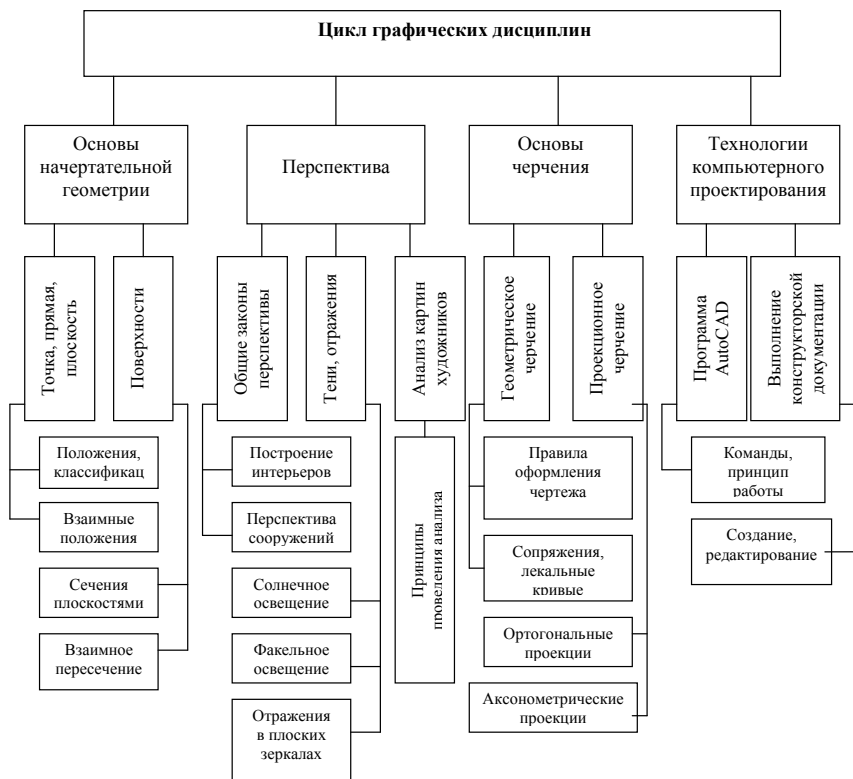 Цикл графических дисциплин
Основы
начертательной
геометрии
Перспектива
Основы
черчения
Технологии
компьютерного
проектирования
Точка, прямая,
плоскость
Поверхности
Общие законы
перспективы
Тени, отражения
Анализ картин
художников
Геометрическое
черчение
Проекционное
черчение
Программа
AutoCAD
Выполнение
конструкторской
документации
Положения,
классификац
Взаимные
положения
Сечения
плоскостями
Взаимное
пересечение
Построение
интерьеров
Перспектива
сооружений
Солнечное
освещение
Факельное
освещение
Отражения
в плоских
зеркалах
Принципы
провеления анализа
Правила
оформления
чертежа
Сопряжения,
лекальные
кривые
Ортогональные
проекции
Аксонометрические
проекции
Команды,
принцип
работы
Создание,
редактирование